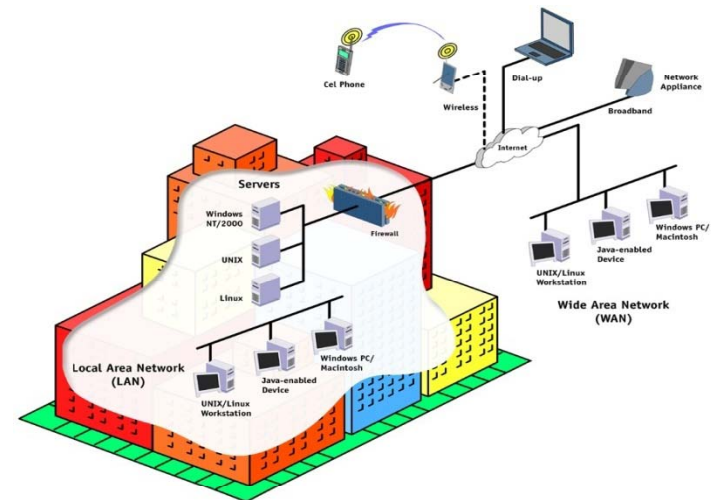 Cel Phone
Wireless
Dial-up
Network
Appliance
Broadband
Internet
Servers
Windows
NT/2000
UNIX
Linux
Firewall
Windows PC/
Macintosh
Java-enabled
Device
UNIX/Linux
Workstation
Wide Area Network
(WAN)
Local Area Network
(LAN)
Windows PC/
Macintosh
Java-enabled
Device
UNIX/Linux
Workstation